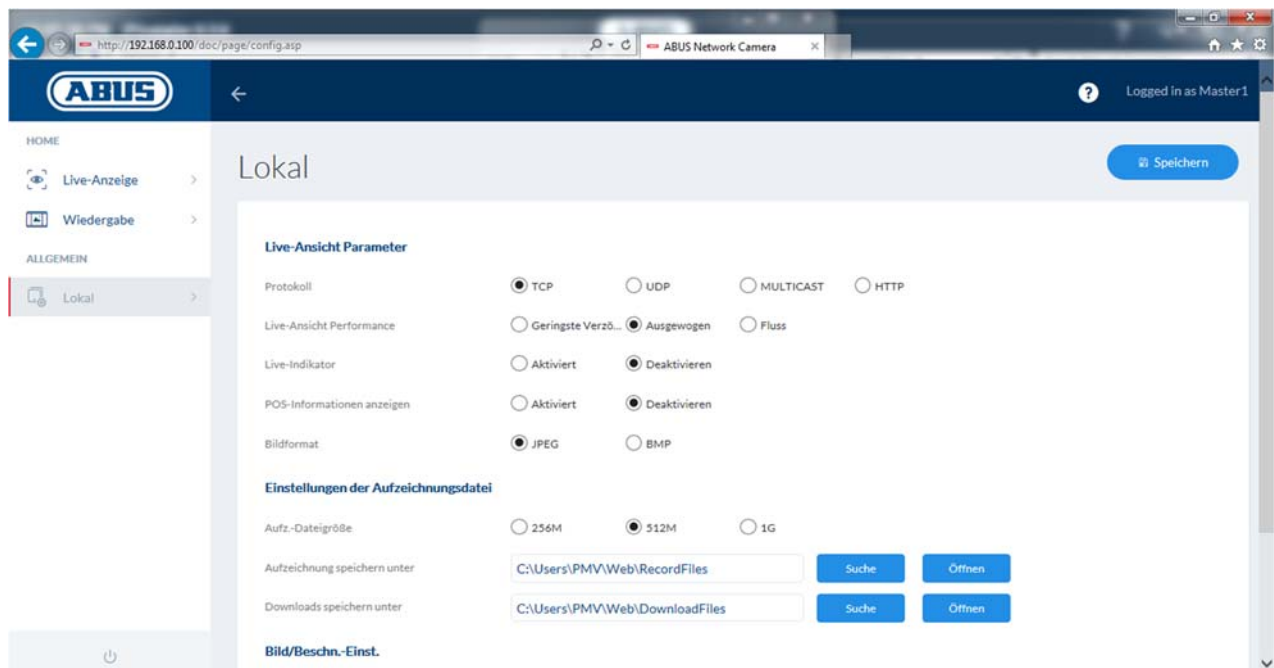 http://192.168.0.100/doc/page/config.asp
ABUS Network Camera
ABUS
Logged in as Master1
HOME
Live-Anzeige
Wiedergabe
ALLGEMEIN
Lokal
Lokal
Speichern
Live-Ansicht Parameter
Protokoll TCP UDP MULTICAST HTTP
Live-Ansicht Performance Geringste Verzö... Ausgewogen Fluss
Live-Indikator Aktiviert Deaktivieren
POS-Informationen anzeigen Aktiviert Deaktivieren
Bildformat JPEG BMP
Einstellungen der Aufzeichnungsdatei
Aufz.-Dateigröße 256M 512M 1G
Aufzeichnung speichern unter C:\Users\PMV\Web\RecordFiles Suche Öffnen
Downloads speichern unter C:\Users\PMV\Web\DownloadFiles Suche Öffnen
Bild/Beschn.-Einst.